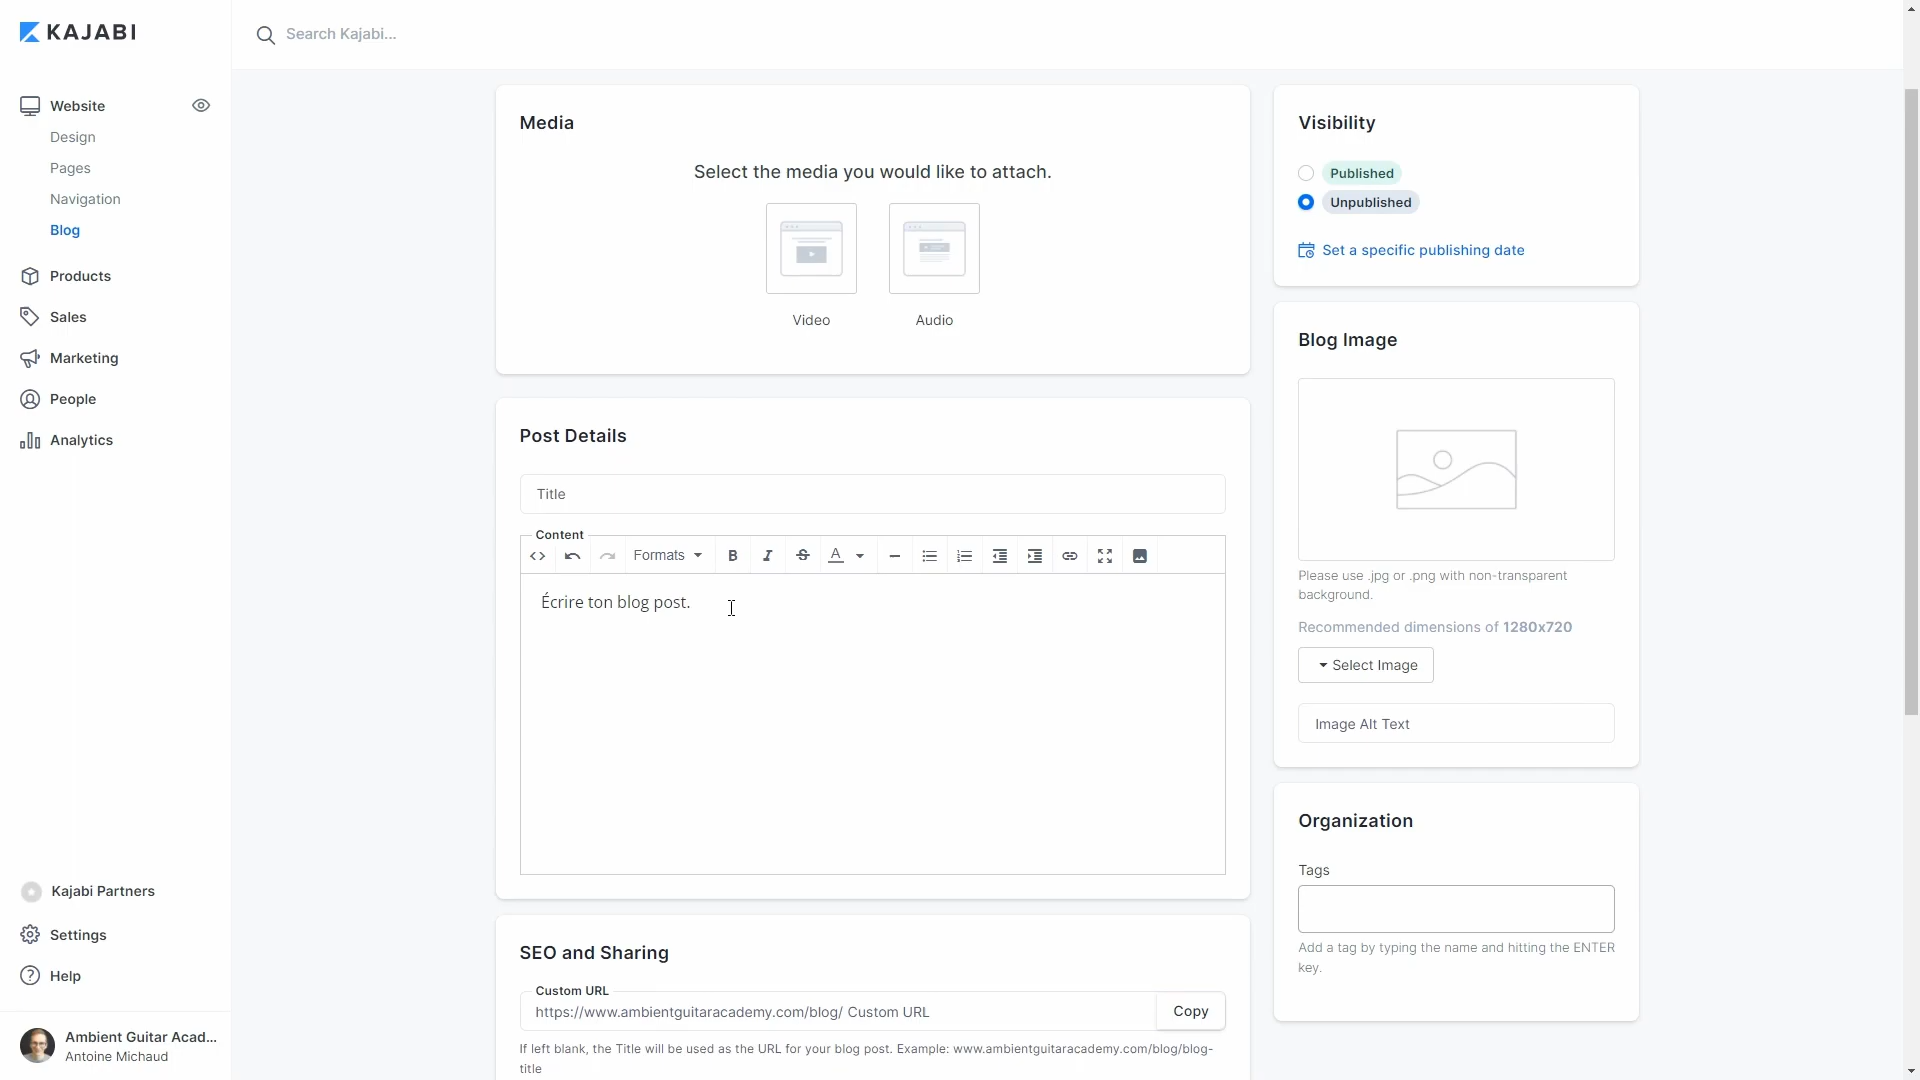 KAJABI
Search Kajabi...
Website
Design
Pages
Navigation
Blog
Products
Sales
Marketing
People
Analytics
Kajabi Partners
Settings
Help
Ambient Guitar Acad...
Antoine Michaud
Media
Select the media you would like to attach.
Video
Audio
Post Details
Title
Content
Formats
B
I
S
A
Écrire ton blog post.
SEO and Sharing
Custom URL
https://www.ambientguitaracademy.com/blog/ Custom URL
Copy
If left blank, the Title will be used as the URL for your blog post. Example: www.ambientguitaracademy.com/blog/blog-
title
Visibility
Published
Unpublished
Set a specific publishing date
Blog Image
Please use .jpg or .png with non-transparent
background.
Recommended dimensions of 1280x720
Select Image
Image Alt Text
Organization
Tags
Add a tag by typing the name and hitting the ENTER
key.